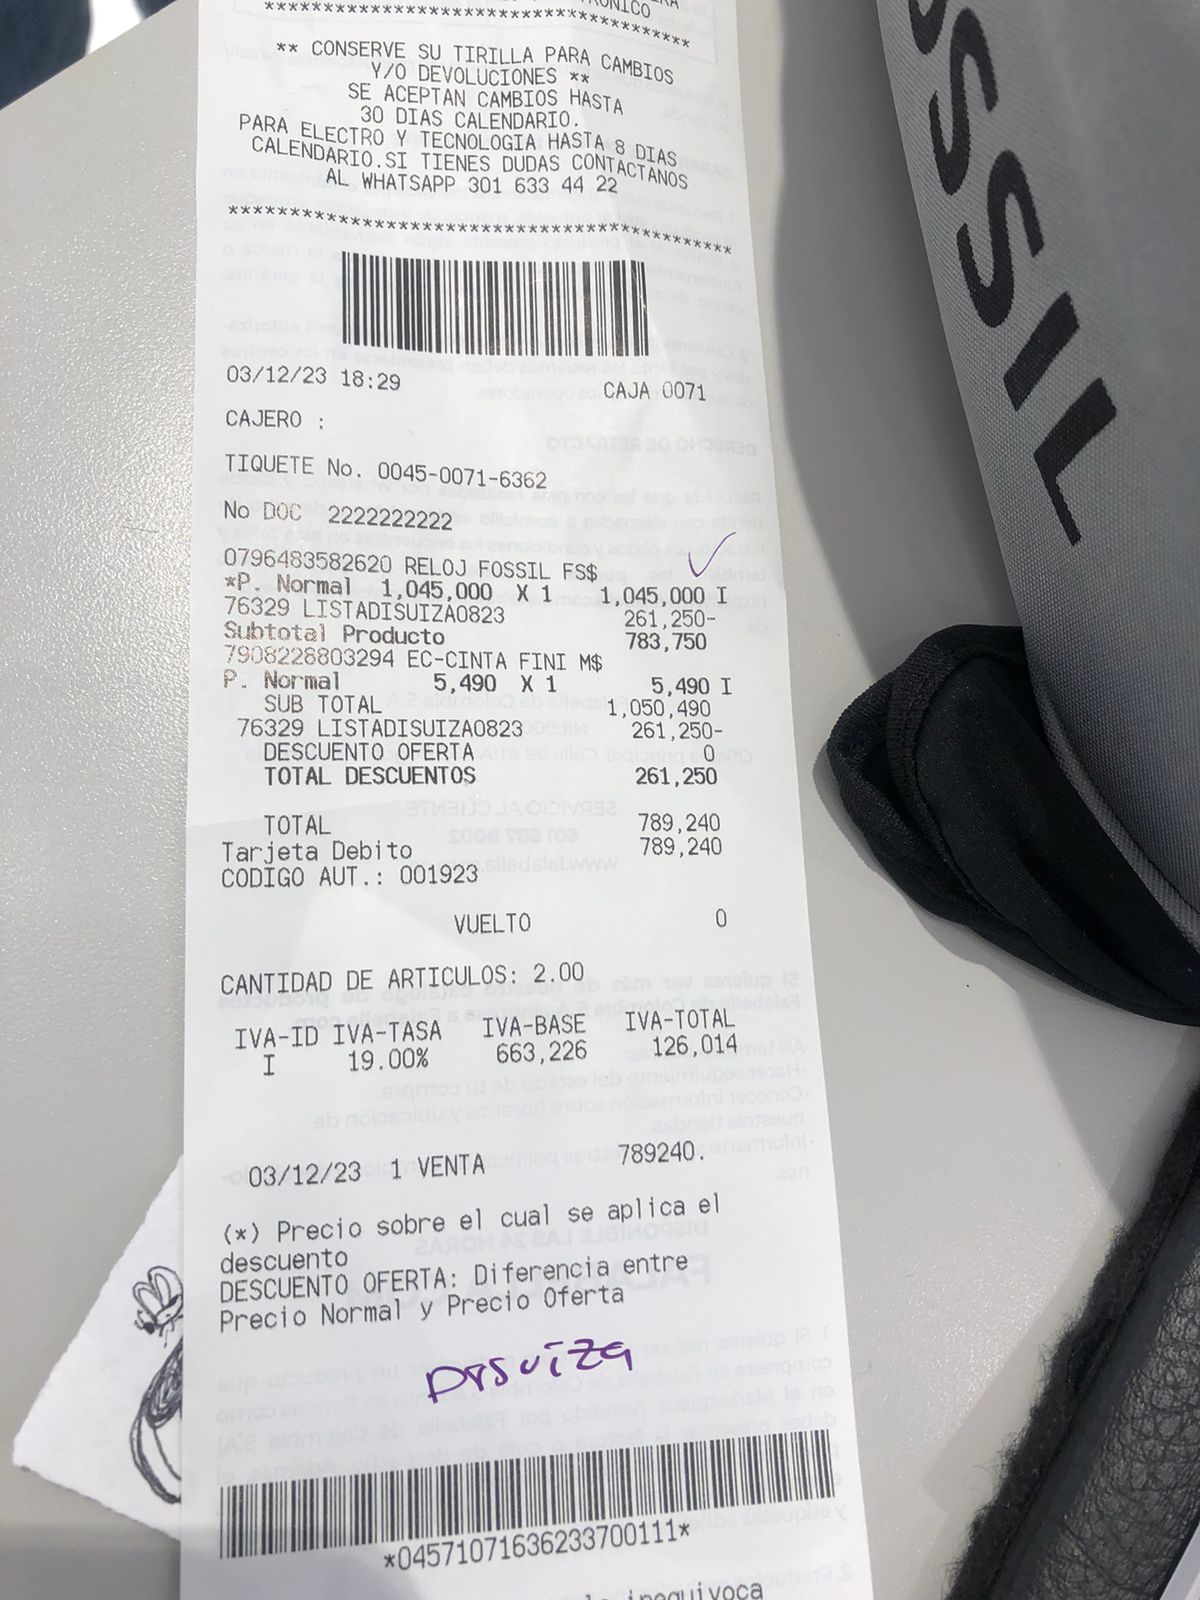 *****************************************
** CONSERVE SU TIRILLA PARA CAMBIOS
Y/O DEVOLUCIONES **
SE ACEPTAN CAMBIOS HASTA
30 DIAS CALENDARIO.
PARA ELECTRO Y TECNOLOGIA HASTA 8 DIAS
CALENDARIO.SI TIENES DUDAS CONTACTANOS
AL WHATSAPP 301 633 44 22
*****************************************
03/12/23 18:29 CAJA 0071
CAJERO :
TIQUETE No. 0045-0071-6362
No DOC 2222222222
0796483582620 RELOJ FOSSIL FS$
*P. Normal 1,045,000 X 1 1,045,000 I
76329 LISTADISUIZA0823 261,250-
Subtotal Producto 783,750
7908228803294 EC-CINTA FINI M$
P. Normal 5,490 X 1 5,490 I
SUB TOTAL 1,050,490
76329 LISTADISUIZA0823 261,250-
DESCUENTO OFERTA 0
TOTAL DESCUENTOS 261,250
TOTAL 789,240
Tarjeta Debito 789,240
CODIGO AUT.: 001923
VUELTO 0
CANTIDAD DE ARTICULOS: 2.00
IVA-ID IVA-TASA IVA-BASE IVA-TOTAL
I 19.00% 663,226 126,014
03/12/23 1 VENTA 789240.
(*) Precio sobre el cual se aplica el
descuento
DESCUENTO OFERTA: Diferencia entre
Precio Normal y Precio Oferta
*04571071636233700111*
inequivoca
SSIL